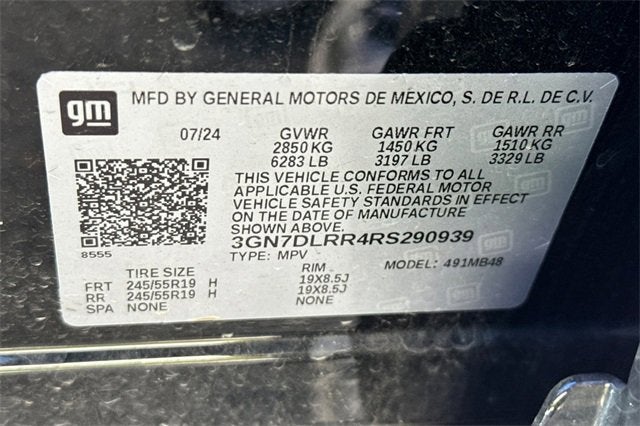 gm
MFD BY GENERAL MOTORS DE MEXICO, S. DE R.L. DE C.V.
07/24 GVWR GAWR FRT GAWR RR
2850 KG 1450 KG 1510 KG
6283 LB 3197 LB 3329 LB
THIS VEHICLE CONFORMS TO ALL
APPLICABLE U.S. FEDERAL MOTOR
VEHICLE SAFETY STANDARDS IN EFFECT
ON THE DATE OF MANUFACTURE
SHOWN ABOVE.
3GN7DLRR4RS290939
8555 TYPE: MPV MODEL: 491MB48
TIRE SIZE RIM
FRT 245/55R19 H 19X8.5J
RR 245/55R19 H 19X8.5J
SPA NONE NONE